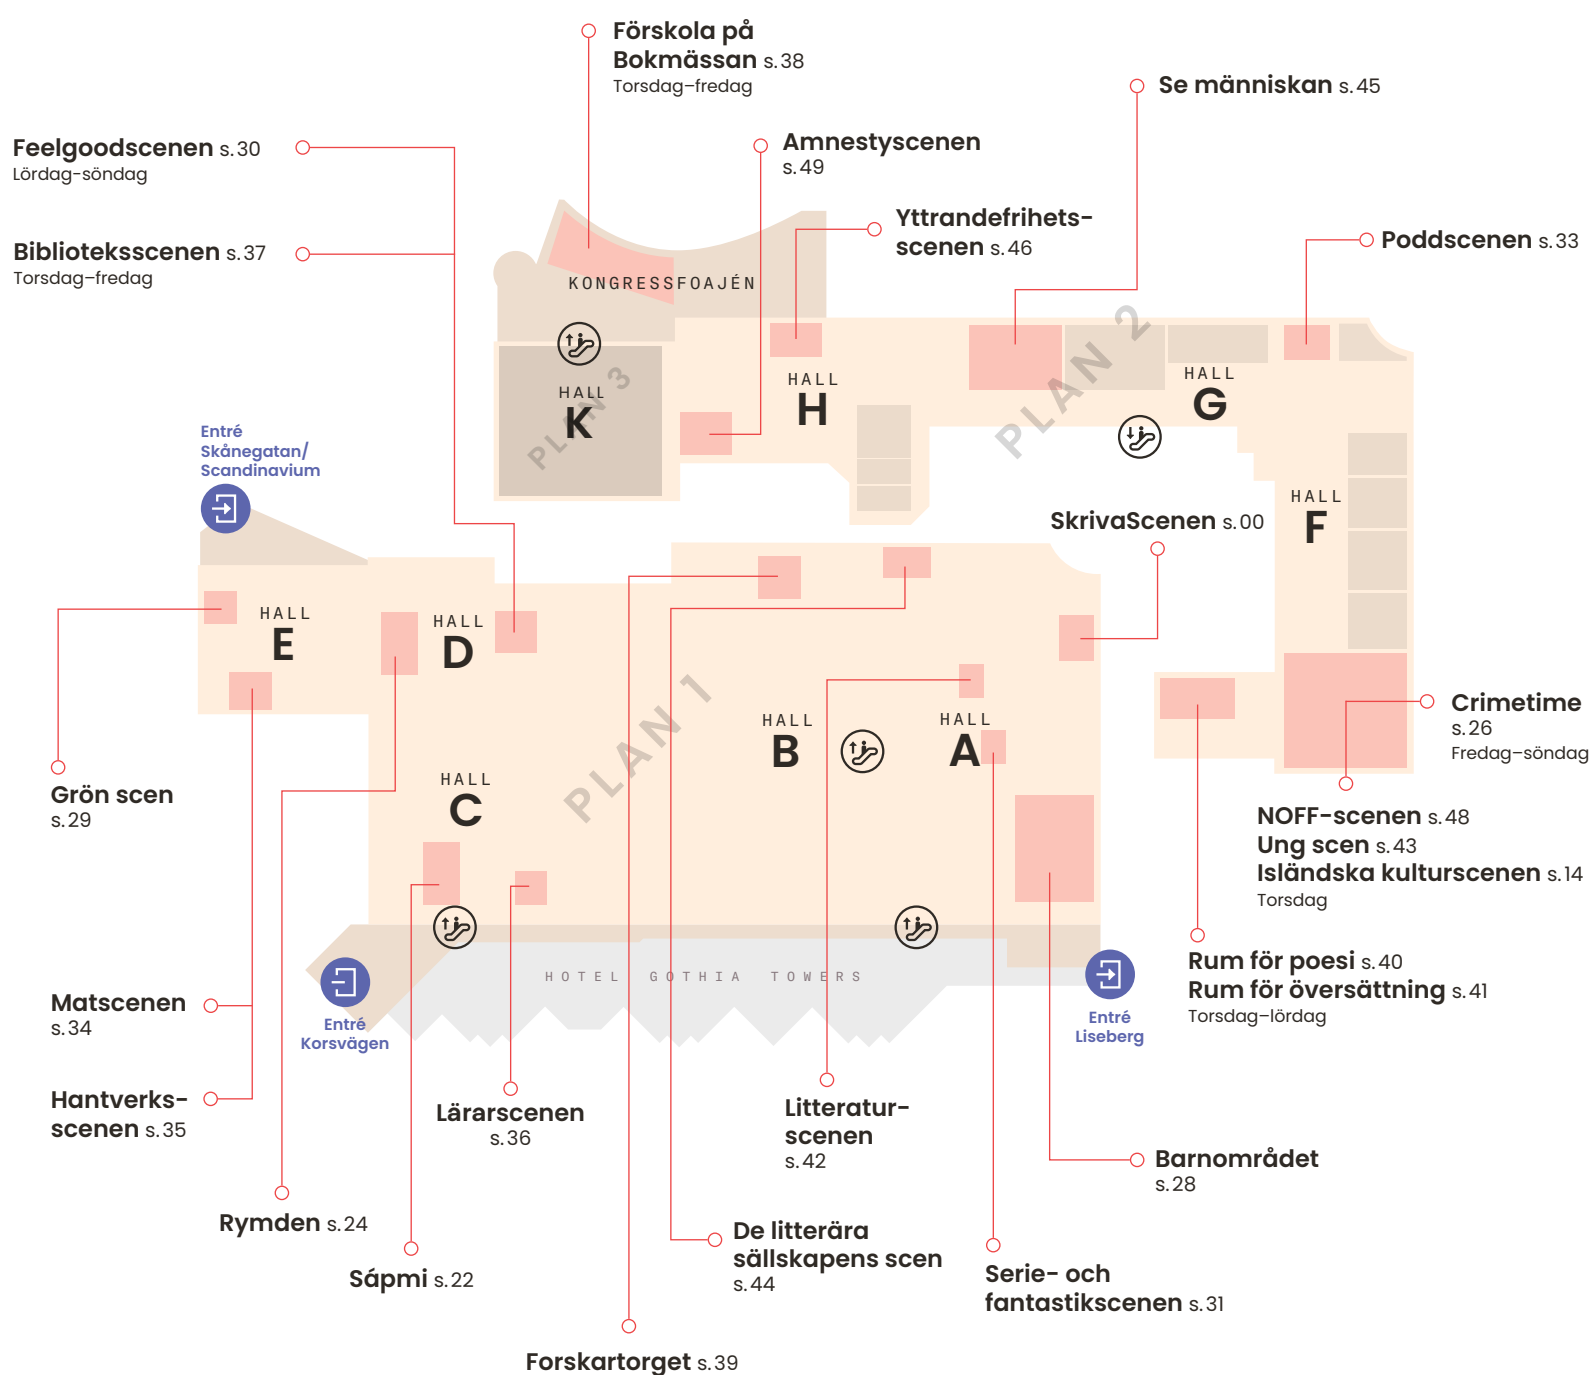 Förskola på
Bokmässan s.38
Torsdag–fredag
Se människan s.45
Feelgoodscenen s.30
Lördag-söndag
Amnestyscenen
s.49
Yttrandefrihets-
scenen s.46
Biblioteksscenen s.37
Torsdag–fredag
Poddscenen s.33
KONGRESSFOAJÉN
PLAN 3
HALL
K
HALL
H
PLAN 2
HALL
G
Entré
Skånegatan/
Scandinavium
HALL
F
SkrivaScenen s.00
HALL
E
HALL
D
PLAN 1
HALL
B
HALL
A
HALL
C
Crimetime
s.26
Fredag–söndag
Grön scen
s.29
NOFF-scenen s.48
Ung scen s.43
Isländska kulturscenen s.14
Torsdag
Rum för poesi s.40
Rum för översättning s.41
Torsdag–lördag
HOTEL GOTHIA TOWERS
Entré
Korsvägen
Entré
Liseberg
Matscenen
s.34
Hantverks-
scenen s.35
Lärarscenen
s.36
Litteratur-
scenen
s.42
Barnområdet
s.28
Rymden s.24
De litterära
sällskapens scen
s.44
Sápmi s.22
Serie- och
fantastikscenen s.31
Forskartorget s.39